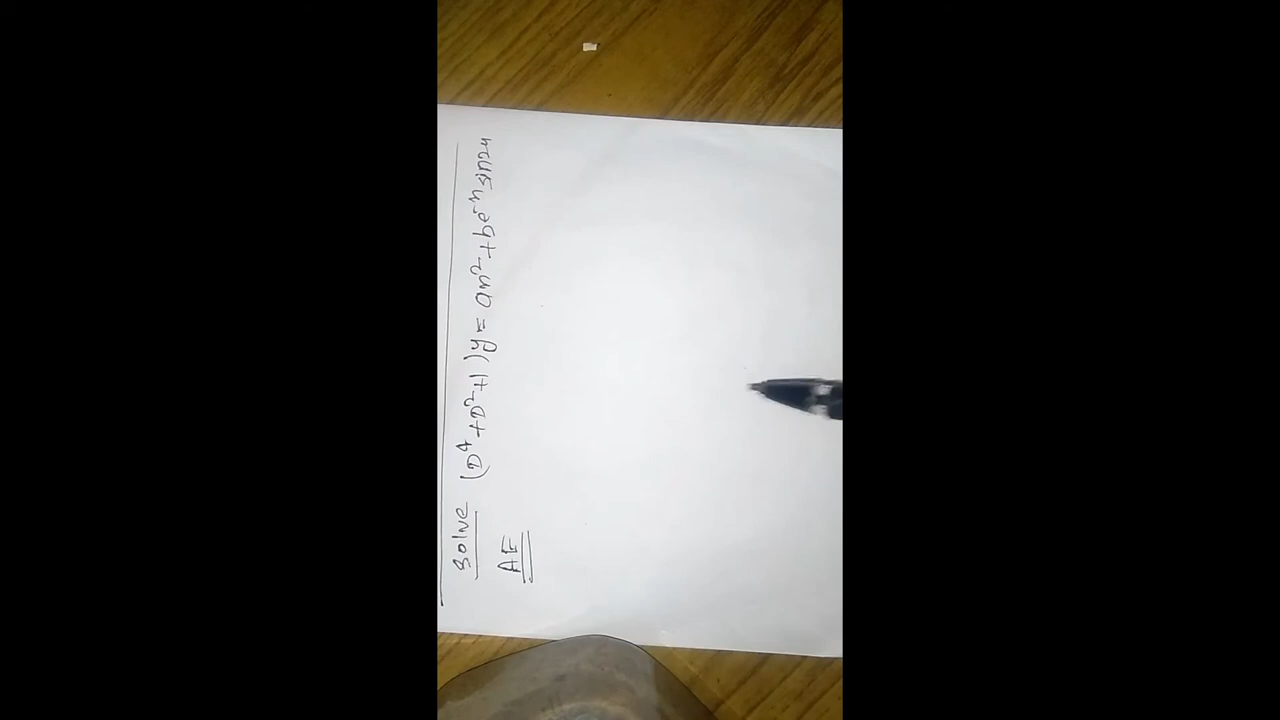 Solve (D⁴+D²+1)y = ax²+be⁻ˣ sin2x
AE